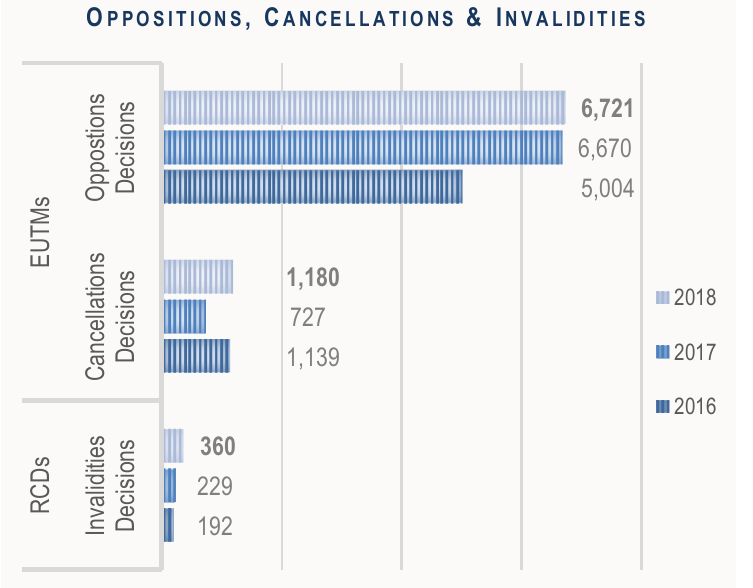 OPPOSITIONS, CANCELLATIONS & INVALIDITIES
EUTMs
Oppostions
Decisions
6,721
6,670
5,004
Cancellations
Decisions
1,180
727
1,139
RCDs
Invalidities
Decisions
360
229
192
2018
2017
2016